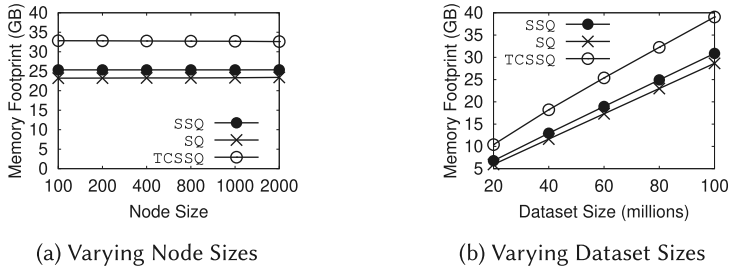 Memory Footprint (GB)
40
35
30
25
20
15
10
5
0
SSQ
SQ
TCSSQ
100 200 400 800 1000 2000
Node Size
(a) Varying Node Sizes
Memory Footprint (GB)
40
35
30
25
20
15
10
5
SSQ
SQ
TCSSQ
20 40 60 80 100
Dataset Size (millions)
(b) Varying Dataset Sizes